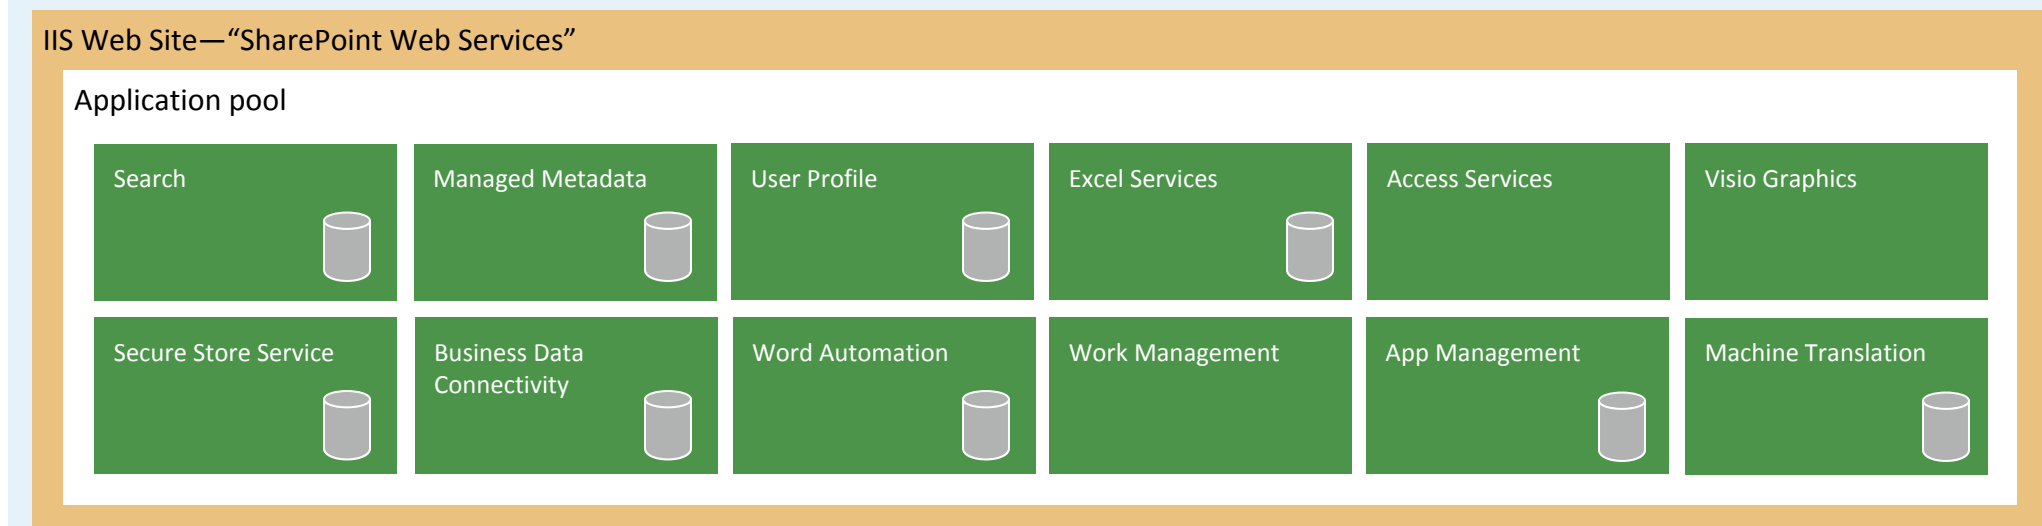 IIS Web Site—“SharePoint Web Services”
Application pool
Search
Managed Metadata
User Profile
Excel Services
Access Services
Visio Graphics
Secure Store Service
Business Data
Connectivity
Word Automation
Work Management
App Management
Machine Translation